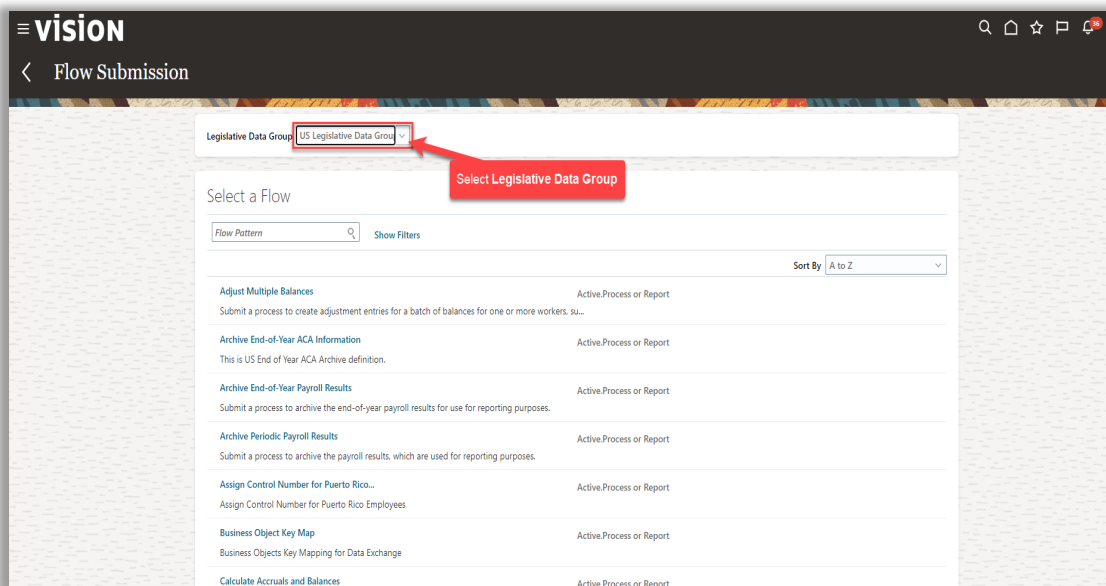 VISION
36
Flow Submission
Legislative Data Group US Legislative Data Grou
Select Legislative Data Group
Select a Flow
Flow Pattern Show Filters
Sort By A to Z
Adjust Multiple Balances Active.Process or Report
Submit a process to create adjustment entries for a batch of balances for one or more workers, su...
Archive End-of-Year ACA Information Active.Process or Report
This is US End of Year ACA Archive definition.
Archive End-of-Year Payroll Results Active.Process or Report
Submit a process to archive the end-of-year payroll results for use for reporting purposes.
Archive Periodic Payroll Results Active.Process or Report
Submit a process to archive the payroll results, which are used for reporting purposes.
Assign Control Number for Puerto Rico... Active.Process or Report
Assign Control Number for Puerto Rico Employees
Business Object Key Map Active.Process or Report
Business Objects Key Mapping for Data Exchange
Calculate Accruals and Balances Active.Process or Report